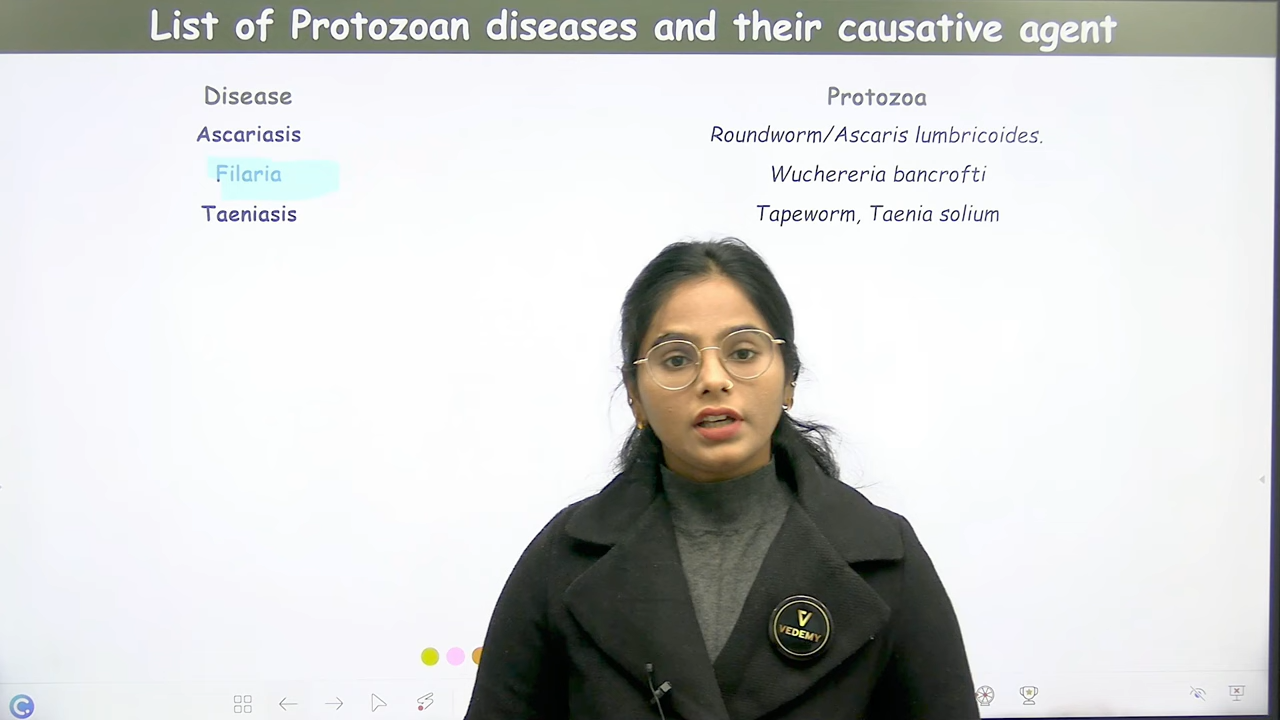 List of Protozoan diseases and their causative agent
Disease Protozoa
Ascariasis Roundworm/Ascaris lumbricoides.
Filaria Wuchereria bancrofti
Taeniasis Tapeworm, Taenia solium
VEDEMY